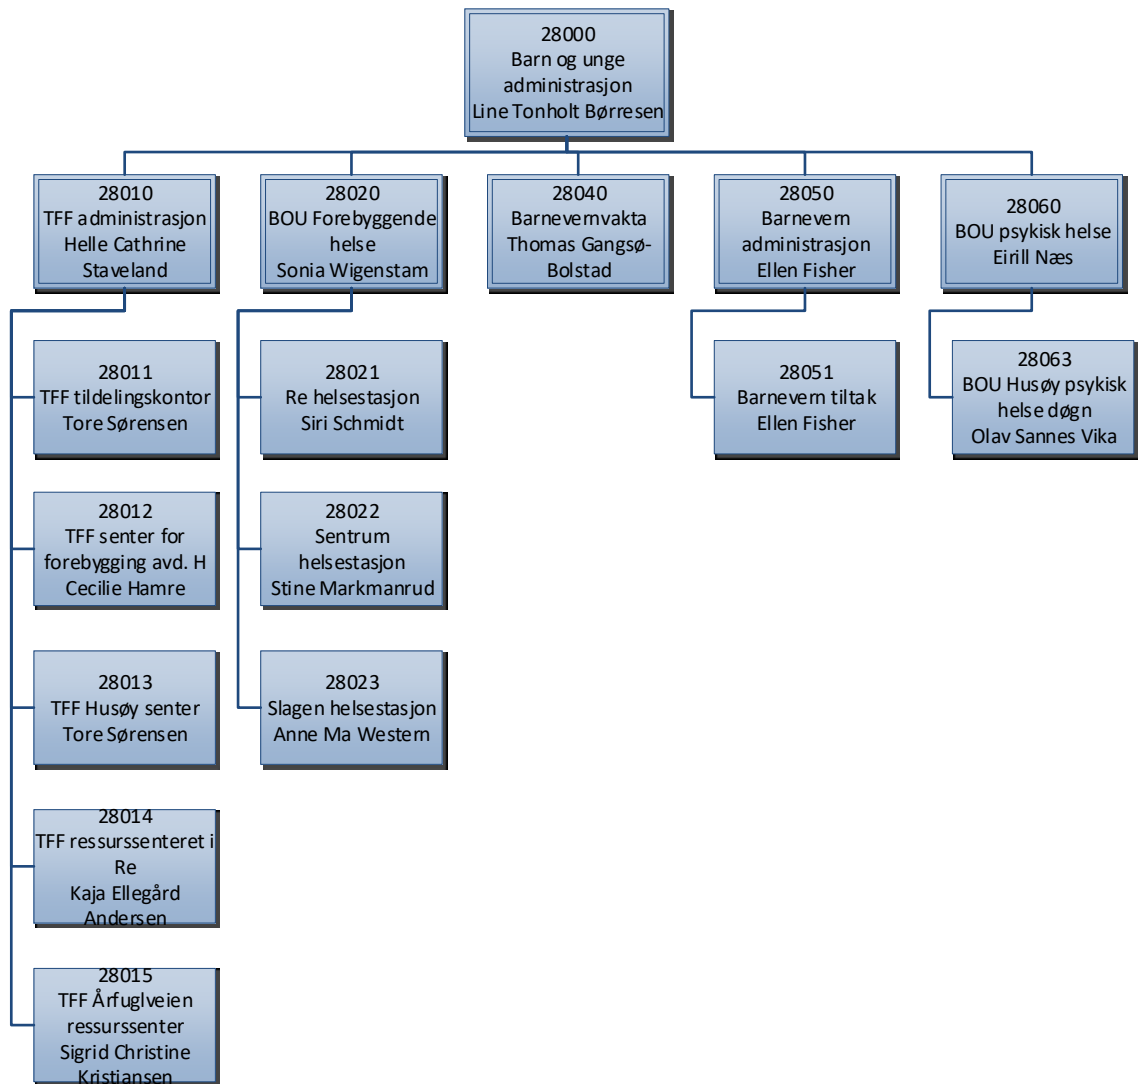 28000
Barn og unge
administrasjon
Line Tonholt Børresen
28010
TFF administrasjon
Helle Cathrine
Staveland
28020
BOU Forebyggende
helse
Sonia Wigenstam
28040
Barnevernvakta
Thomas Gangsø-
Bolstad
28050
Barnevern
administrasjon
Ellen Fisher
28060
BOU psykisk helse
Eirill Næs
28011
TFF tildelingskontor
Tore Sørensen
28021
Re helsestasjon
Siri Schmidt
28051
Barnevern tiltak
Ellen Fisher
28063
BOU Husøy psykisk
helse døgn
Olav Sannes Vika
28012
TFF senter for
forebygging avd. H
Cecilie Hamre
28022
Sentrum
helsestasjon
Stine Markmanrud
28013
TFF Husøy senter
Tore Sørensen
28023
Slagen helsestasjon
Anne Ma Western
28014
TFF ressurssenteret i
Re
Kaja Ellegård
Andersen
28015
TFF Årfuglveien
ressurssenter
Sigrid Christine
Kristiansen